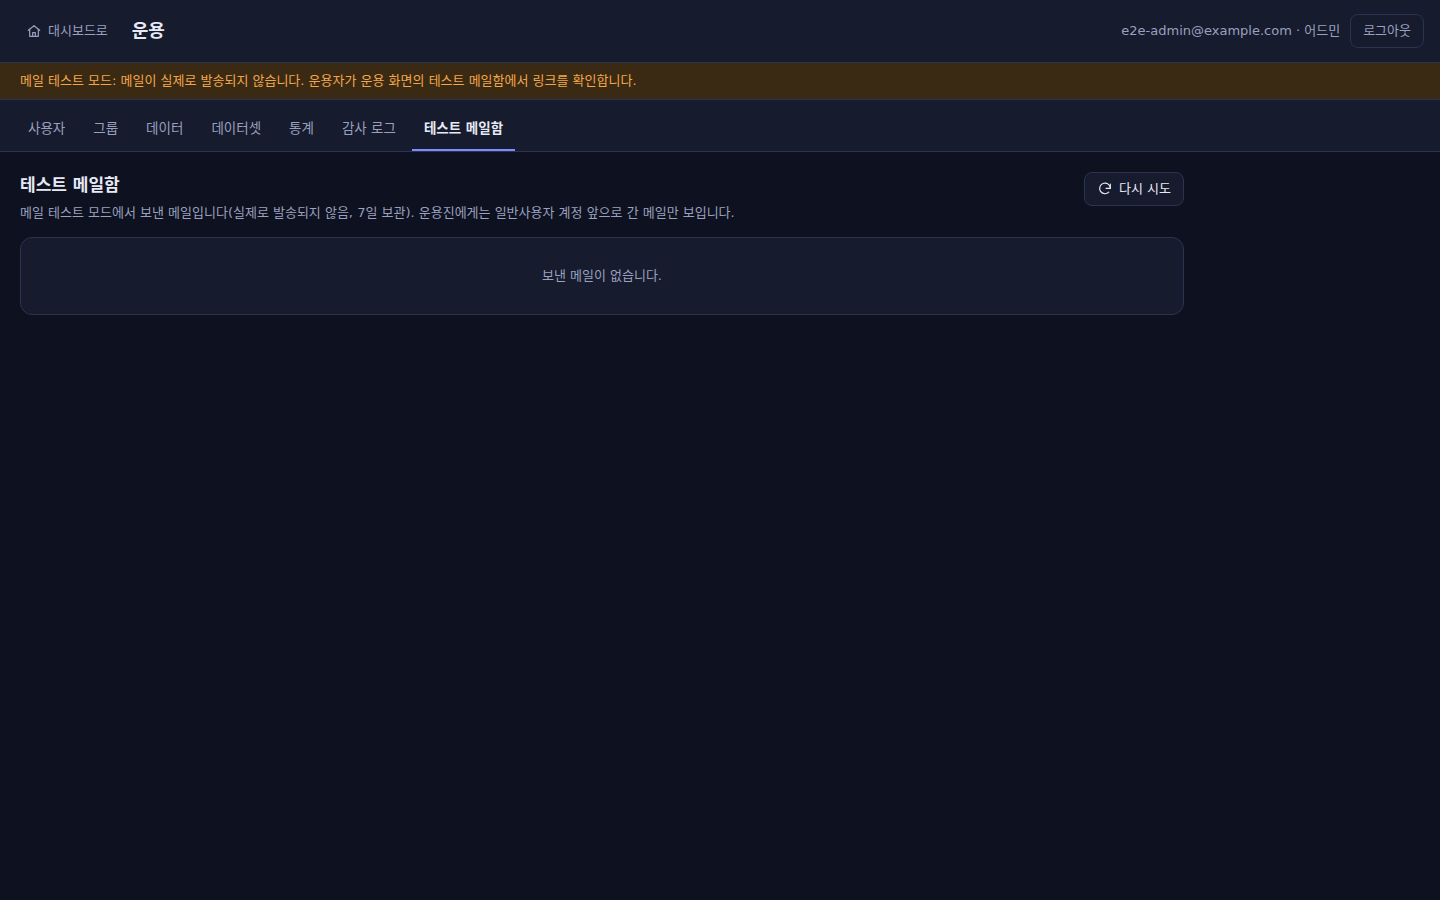 대시보드로 운용 e2e-admin@example.com · 어드민 로그아웃
메일 테스트 모드: 메일이 실제로 발송되지 않습니다. 운용자가 운용 화면의 테스트 메일함에서 링크를 확인합니다.
사용자 그룹 데이터 데이터셋 통계 감사 로그 테스트 메일함
테스트 메일함 다시 시도
메일 테스트 모드에서 보낸 메일입니다(실제로 발송되지 않음, 7일 보관). 운용진에게는 일반사용자 계정 앞으로 간 메일만 보입니다.
보낸 메일이 없습니다.